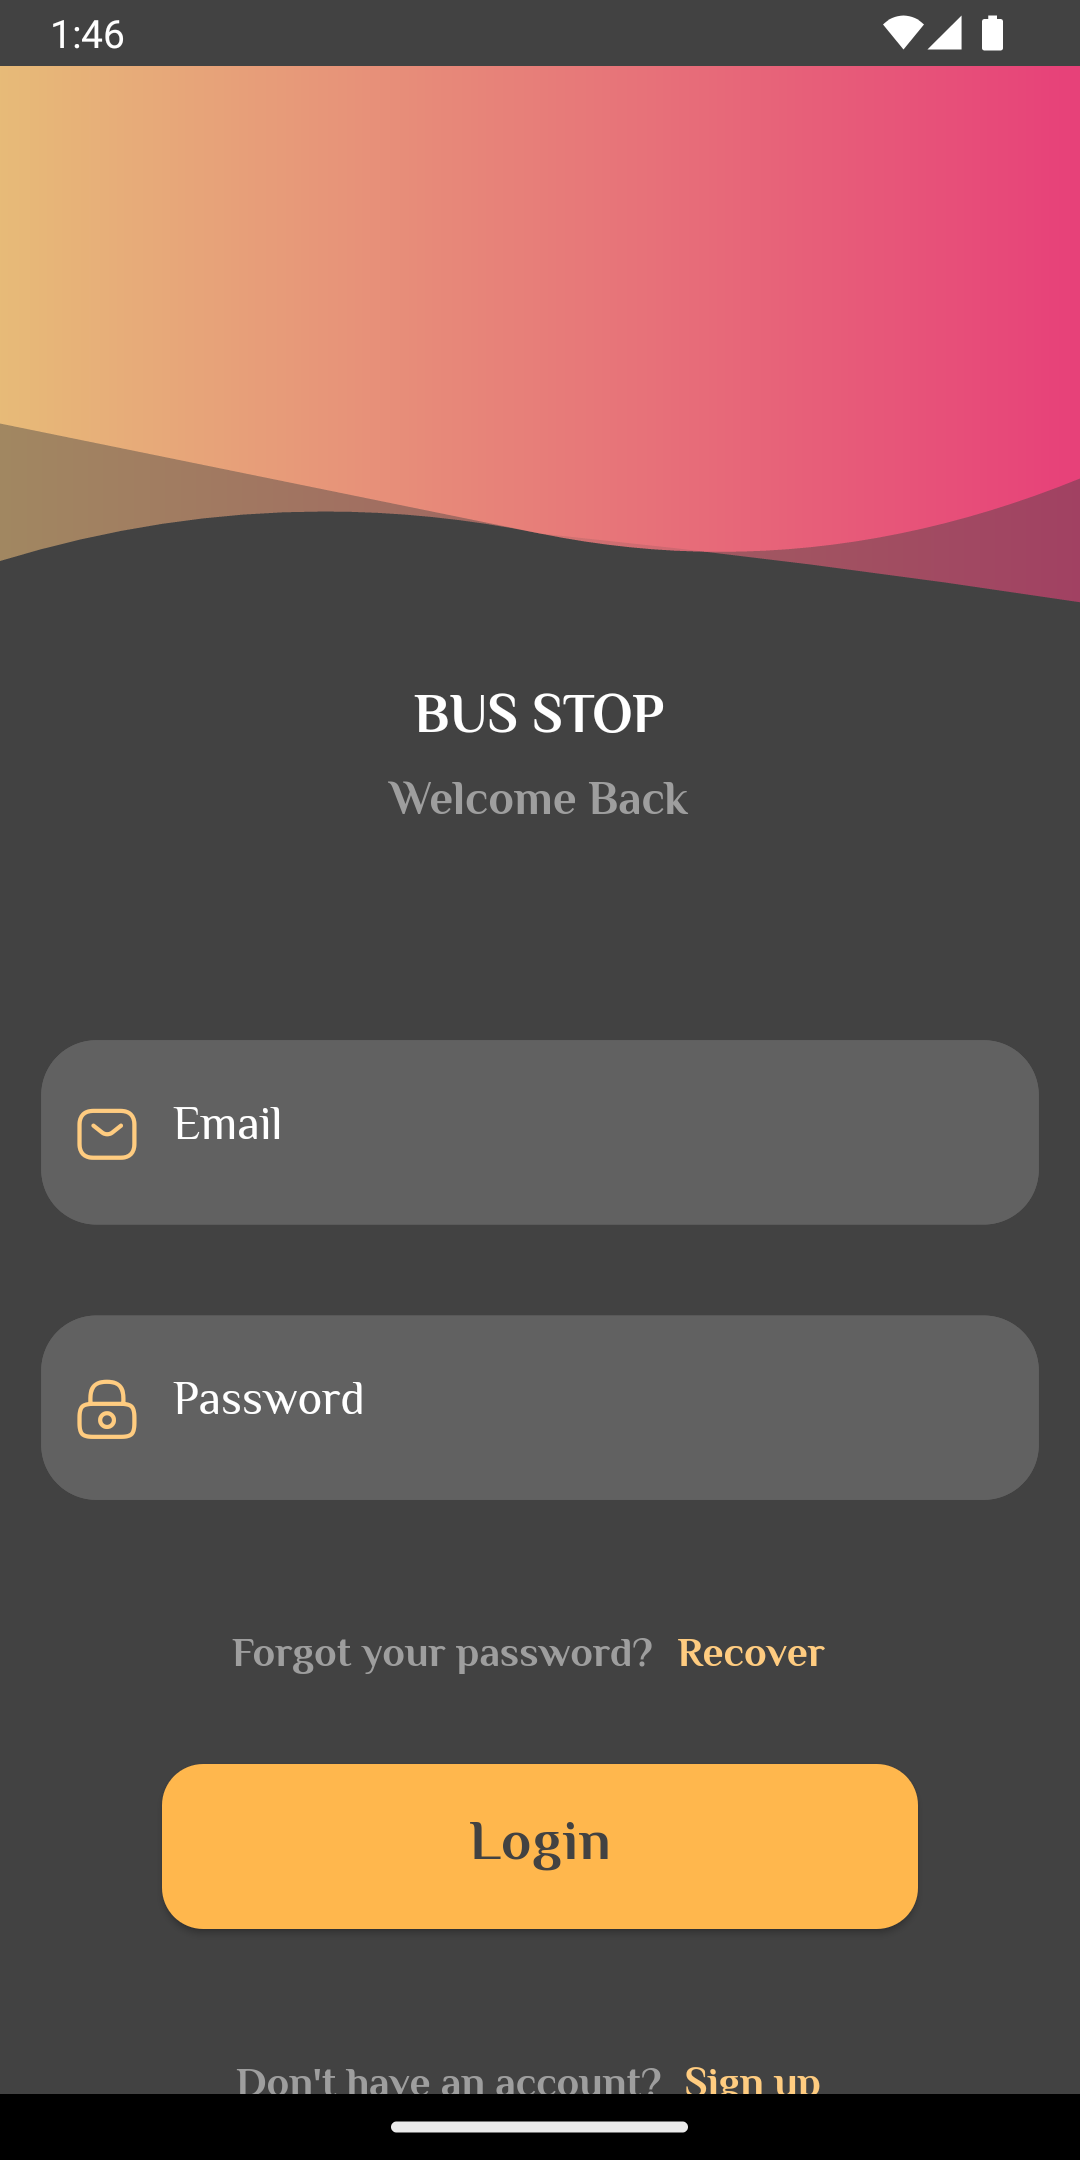 1:46
BUS STOP
Welcome Back
Email
Password
Forgot your password? Recover
Login
Don't have an account? Sign up